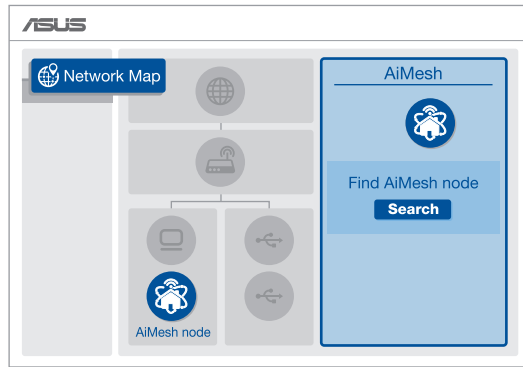 ASUS
Network Map
AiMesh
Find AiMesh node
Search
AiMesh node